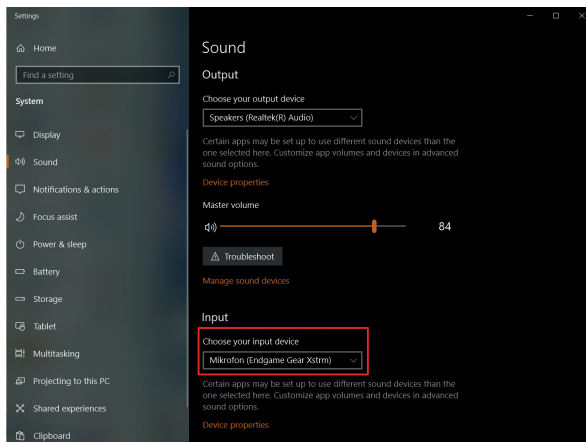 Settings
Home
Find a setting
System
Display
Sound
Notifications & actions
Focus assist
Power & sleep
Battery
Storage
Tablet
Multitasking
Projecting to this PC
Shared experiences
Clipboard
Sound
Output
Choose your output device
Speakers (Realtek(R) Audio)
Certain apps may be set up to use different sound devices than the
one selected here. Customize app volumes and devices in advanced
sound options.
Device properties
Master volume
84
Troubleshoot
Manage sound devices
Input
Choose your input device
Mikrofon (Endgame Gear Xstrm)
Certain apps may be set up to use different sound devices than the
one selected here. Customize app volumes and devices in advanced
sound options.
Device properties